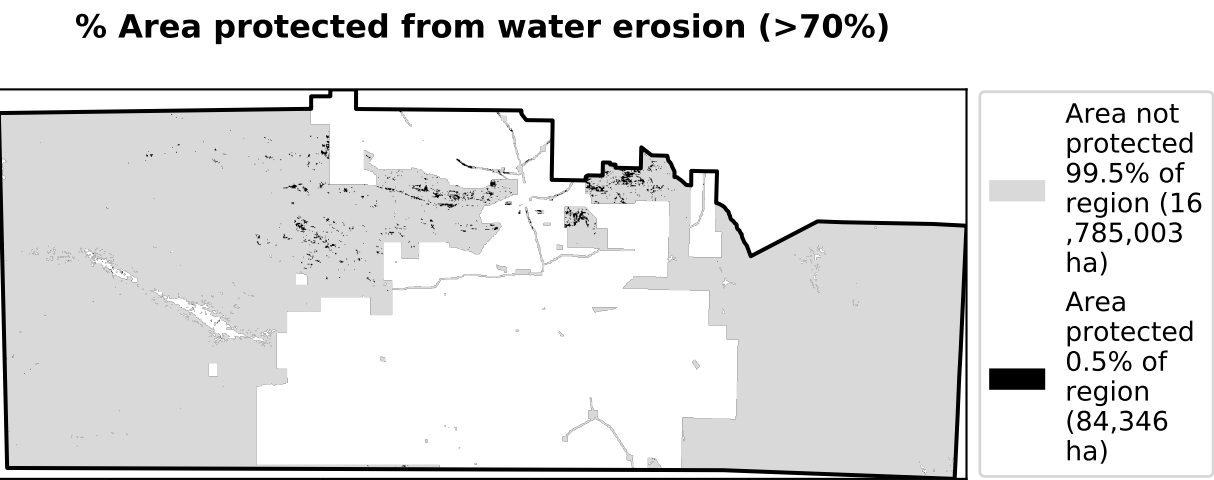 % Area protected from water erosion (>70%)
Area not
protected
99.5% of
region (16
,785,003
ha)
Area
protected
0.5% of
region
(84,346
ha)